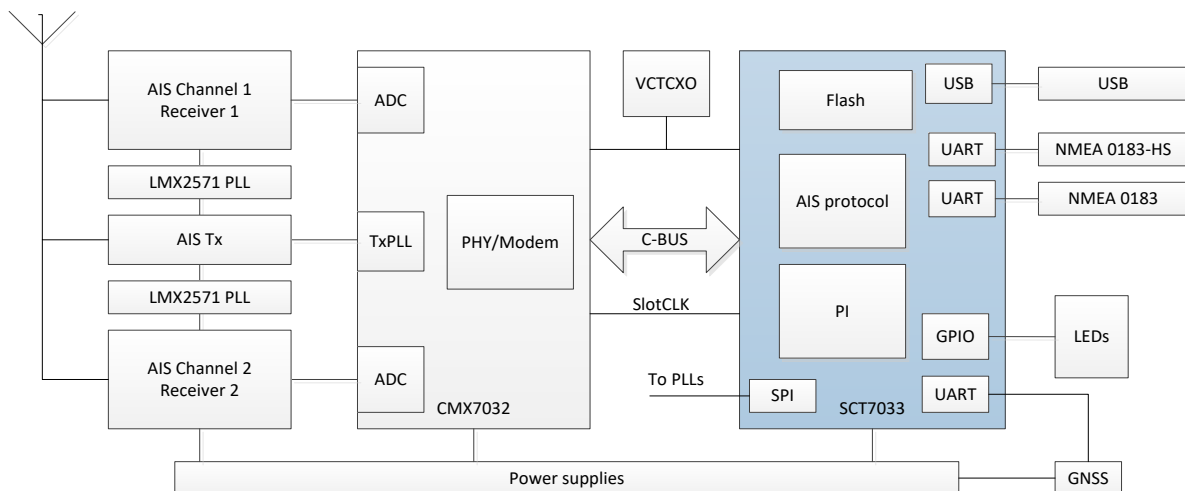 AIS Channel 1
Receiver 1
LMX2571 PLL
AIS Tx
LMX2571 PLL
AIS Channel 2
Receiver 2
ADC
TxPLL
PHY/Modem
ADC
CMX7032
VCTCXO
C-BUS
SlotCLK
To PLLs
Flash
AIS protocol
PI
SPI
SCT7033
USB
UART
UART
GPIO
UART
USB
NMEA 0183-HS
NMEA 0183
LEDs
Power supplies
GNSS